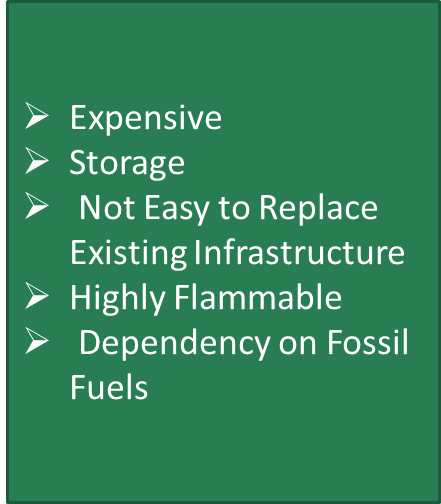 ➢ Expensive
➢ Storage
➢ Not Easy to Replace
Existing Infrastructure
➢ Highly Flammable
➢ Dependency on Fossil
Fuels